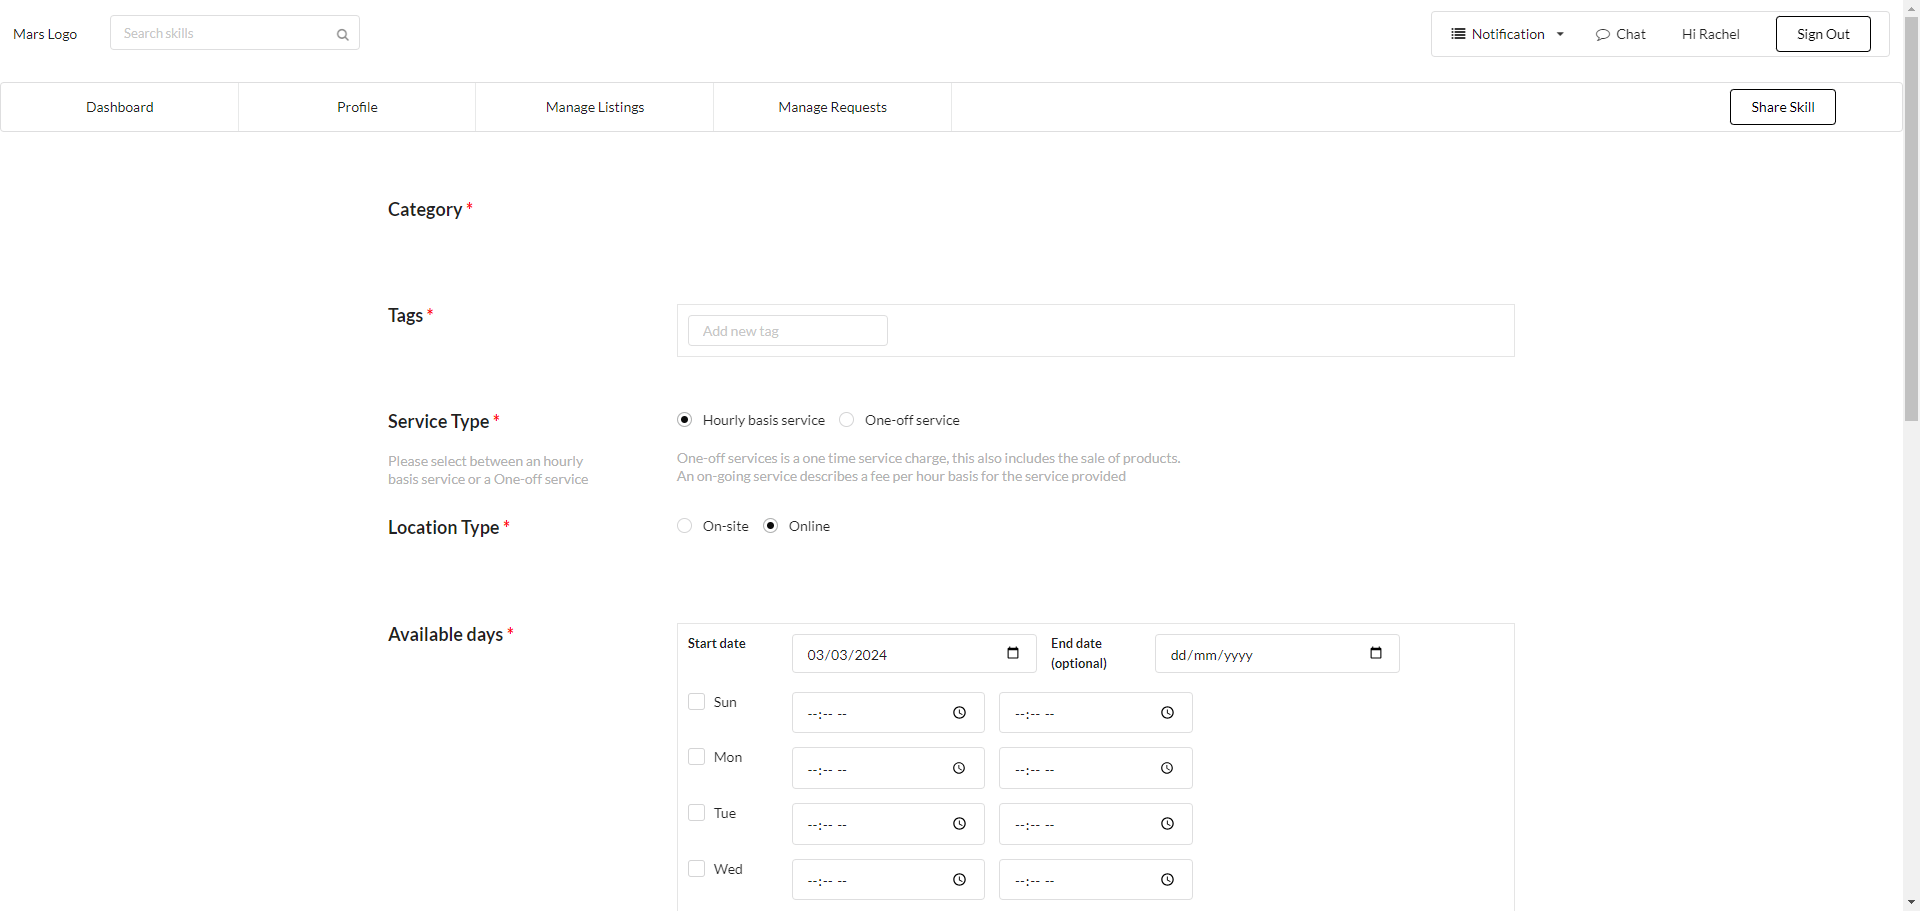 Mars Logo
Search skills
Notification
Chat
Hi Rachel
Sign Out
Dashboard
Profile
Manage Listings
Manage Requests
Share Skill
Category *
Tags *
Add new tag
Service Type *
Hourly basis service
One-off service
Please select between an hourly
basis service or a One-off service
One-off services is a one time service charge, this also includes the sale of products.
An on-going service describes a fee per hour basis for the service provided
Location Type *
On-site
Online
Available days *
Start date
03/03/2024
End date
(optional)
dd/mm/yyyy
Sun
--:-- --
--:-- --
Mon
--:-- --
--:-- --
Tue
--:-- --
--:-- --
Wed
--:-- --
--:-- --